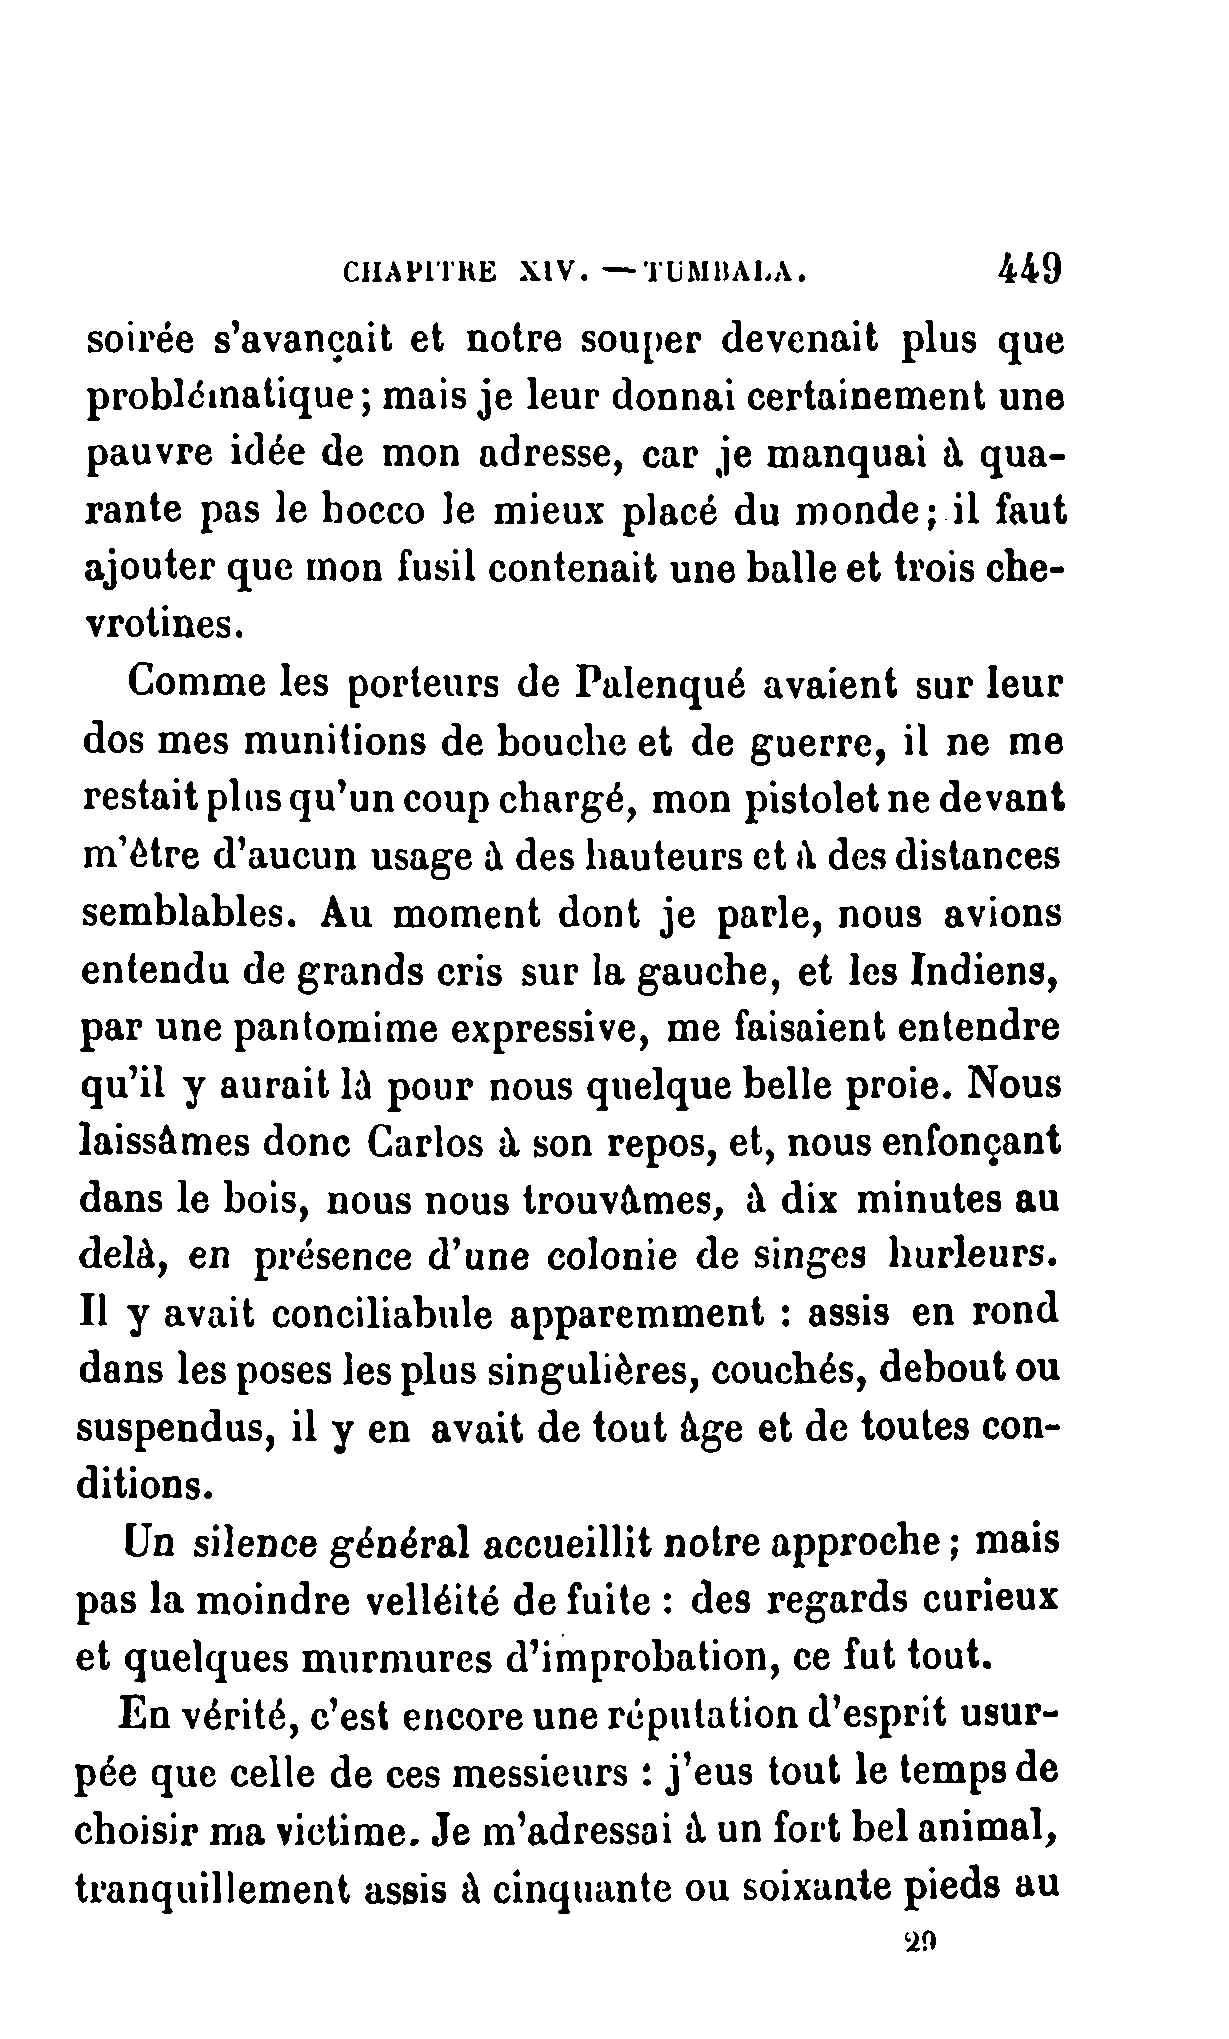 CHAPITRE XIV. — TUMBALA. 449
soirée s'avançait et notre souper devenait plus que
problématique; mais je leur donnai certainement une
pauvre idée de mon adresse, car je manquai à qua-
rante pas le hocco le mieux placé du monde; il faut
ajouter que mon fusil contenait une balle et trois che-
vrotines.
Comme les porteurs de Palenqué avaient sur leur
dos mes munitions de bouche et de guerre, il ne me
restait plus qu'un coup chargé, mon pistolet ne devant
m'être d'aucun usage à des hauteurs et à des distances
semblables. Au moment dont je parle, nous avions
entendu de grands cris sur la gauche, et les Indiens,
par une pantomime expressive, me faisaient entendre
qu'il y aurait là pour nous quelque belle proie. Nous
laissâmes donc Carlos à son repos, et, nous enfonçant
dans le bois, nous nous trouvâmes, à dix minutes au
delà, en présence d'une colonie de singes hurleurs.
Il y avait conciliabule apparemment : assis en rond
dans les poses les plus singulières, couchés, debout ou
suspendus, il y en avait de tout âge et de toutes con-
ditions.
Un silence général accueillit notre approche; mais
pas la moindre velléité de fuite : des regards curieux
et quelques murmures d'improbation, ce fut tout.
En vérité, c'est encore une réputation d'esprit usur-
pée que celle de ces messieurs : j'eus tout le temps de
choisir ma victime. Je m'adressai à un fort bel animal,
tranquillement assis à cinquante ou soixante pieds au
29